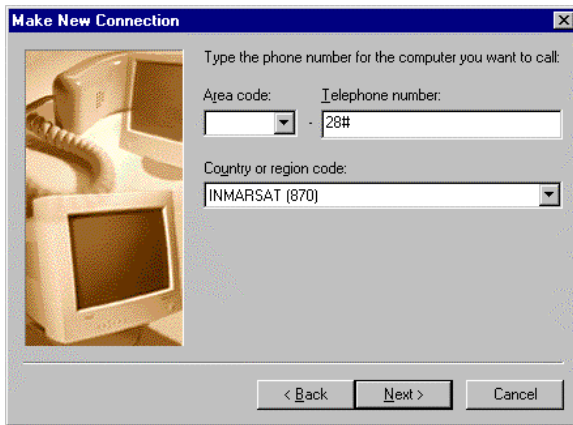 Make New Connection
Type the phone number for the computer you want to call:
Area code: Telephone number:
- 28#
Country or region code:
INMARSAT (870)
< Back Next > Cancel